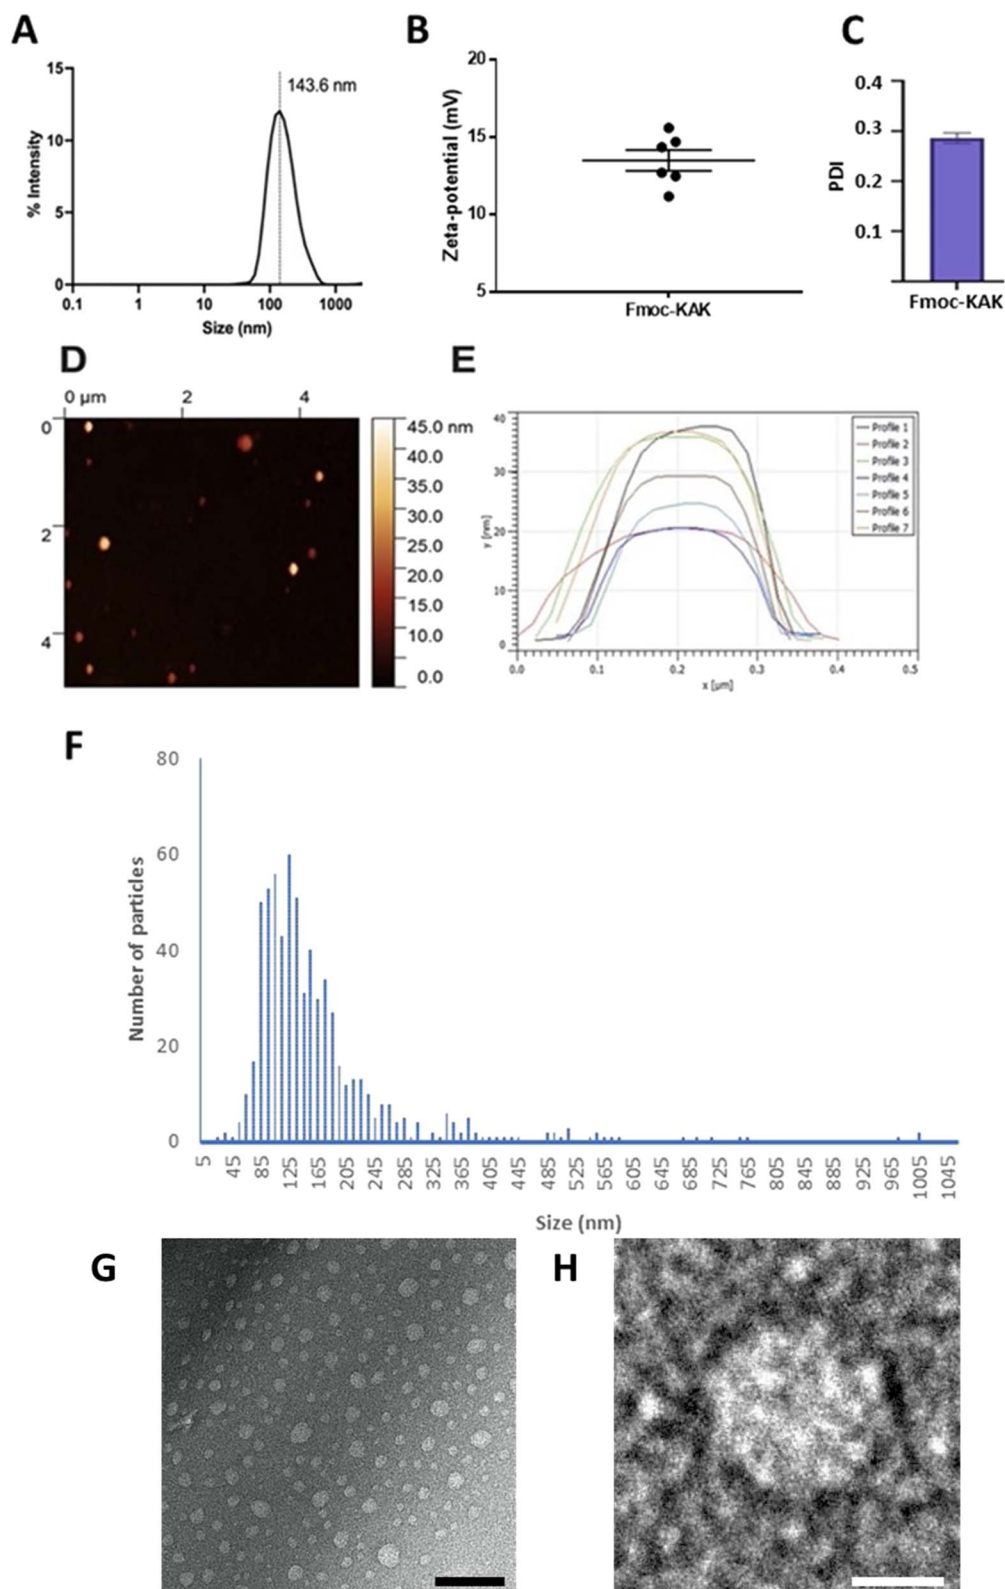 A
15
10
5
0
% Intensity
143.6 nm
0.1 1 10 100 1000
Size (nm)
B
20
15
10
5
Zeta-potential (mV)
Fmoc-KAK
C
0.4
0.3
0.2
0.1
PDI
Fmoc-KAK
D
0 µm 2 4
0
2
4
45.0 nm
40.0
35.0
30.0
25.0
20.0
15.0
10.0
0.0
E
40
30
20
10
0
y [nm]
0.0 0.1 0.2 0.3 0.4 0.5
x [µm]
Profile 1
Profile 2
Profile 3
Profile 4
Profile 5
Profile 6
Profile 7
F
80
60
40
20
0
Number of particles
5 45 85 125 165 205 245 285 325 365 405 445 485 525 565 605 645 685 725 765 805 845 885 925 965 1005 1045
Size (nm)
G
H